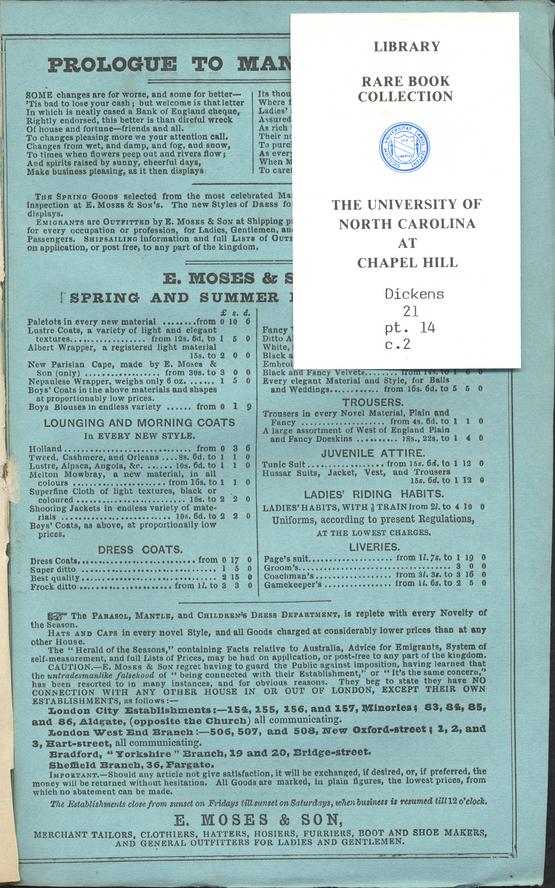 PROLOGUE TO MAN
SOME changes are for worse, and some for better—
'Tis bad to lose your cash; but welcome is that letter
In which is neatly cased a Bank of England cheque,
Rightly endorsed, this better is than direful wreck
Of house and fortune—friends and all.
To changes pleasing more we your attention call.
Changes from wet, and damp, and fog, and snow,
To times when flowers peep out and rivers flow;
And spirits raised by sunny, cheerful days,
Make business pleasing, as it then displays
Its thou
Where f
Ladies'
Assured
As rich
Their no
To purc
As every
When M
To care
THE SPRING GOODS selected from the most celebrated Ma
inspection at E. MOSES & SON'S. The new Styles of DRESS fo
displays.
EMIGRANTS are OUTFITTED by E. MOSES & SON at Shipping p
for every occupation or profession, for Ladies, Gentlemen, an
Passengers. SHIPSAILING information and full LISTS of OUT
on application, or post free, to any part of the kingdom.
E. MOSES & S
SPRING AND SUMMER
£ s. d.
Paletots in every new material ........from 0 10 6
Lustre Coats, a variety of light and elegant
textures............from 12s. 6d. to 1 5 0
Albert Wrapper, a registered light material
15s. to 2 0 0
New Parisian Cape, made by E. Moses &
Son (only) ...............from 30s. to 3 0 0
Nepaulese Wrapper, weighs only 6 oz. ...... 1 5 0
Boys' Coats in the above materials and shapes
at proportionably low prices.
Boys Blouses in endless variety ...... from 0 1 9
LOUNGING AND MORNING COATS
In EVERY NEW STYLE.
Holland ............................from 0 3 6
Tweed, Cashmere, and Orleans ....8s. 6d. to 1 1 0
Lustre, Alpaca, Angola, &c. ......10s. 6d. to 1 1 0
Melton Mowbray, a new material, in all
colours ....................from 16s. to 1 1 0
Superfine Cloth of light textures, black or
coloured ........................15s. to 2 2 0
Shooting Jackets in endless variety of mate-
rials ........................10s. 6d. to 2 2 0
Boys' Coats, as above, at proportionably low
prices.
DRESS COATS.
Dress Coats........................from 0 17 0
Super ditto ............................ 1 5 0
Best quality ............................ 2 15 0
Frock ditto ...............from 1l. to 3 3 0
Fancy
Ditto A
White,
Black a
Embroi
Black and Fancy Velvets
Every elegant Material and Style, for Balls
and Weddings............from 16s. 6d. to 5 5 0
TROUSERS.
Trousers in every Novel Material, Plain and
Fancy ..................from 4s. 6d. to 1 1 0
A large assortment of West of England Plain
and Fancy Doeskins ..........18s., 22s. to 1 4 0
JUVENILE ATTIRE.
Tunic Suit................from 15s. 6d. to 1 12 0
Hussar Suits, Jacket, Vest, and Trousers
15s. 6d. to 1 12 0
LADIES' RIDING HABITS.
LADIES' HABITS, WITH TRAIN from 2l. to 4 10 0
Uniforms, according to present Regulations,
AT THE LOWEST CHARGES.
LIVERIES.
Page's suit................from 1l. 7s. to 1 19 0
Groom's............................ 3 0 0
Coachman's ..............from 3l. 3s. to 3 16 0
Gamekeeper's ............from 1l. 6s. to 2 5 0
☞ The PARASOL, MANTLE, and CHILDREN'S DRESS DEPARTMENT, is replete with every Novelty of
the Season.
HATS AND CAPS in every novel Style, and all Goods charged at considerably lower prices than at any
other House.
The "Herald of the Seasons," containing Facts relative to Australia, Advice for Emigrants, System of
self-measurement, and full Lists of Prices, may be had on application, or post-free to any part of the kingdom.
CAUTION.—E. MOSES & SON regret having to guard the Public against imposition, having learned that
the untradesmanlike falsehood of "being connected with their Establishment," or "It's the same concern,"
has been resorted to in many instances, and for obvious reasons. They beg to state they have NO
CONNECTION WITH ANY OTHER HOUSE IN OR OUT OF LONDON, EXCEPT THEIR OWN
ESTABLISHMENTS, as follows:—
London City Establishments:—154, 155, 156, and 157, Minories; 83, 84, 85,
and 86, Aldgate, (opposite the Church) all communicating.
London West End Branch:—506, 507, and 508, New Oxford-street; 1, 2, and
3, Hart-street, all communicating.
Bradford, "Yorkshire" Branch, 19 and 20, Bridge-street.
Sheffield Branch, 36, Fargate.
IMPORTANT.—Should any article not give satisfaction, it will be exchanged, if desired, or, if preferred, the
money will be returned without hesitation. All Goods are marked, in plain figures, the lowest prices, from
which no abatement can be made.
The Establishments close from sunset on Fridays till sunset on Saturdays, when business is resumed till 12 o'clock.
E. MOSES & SON,
MERCHANT TAILORS, CLOTHIERS, HATTERS, HOSIERS, FURRIERS, BOOT AND SHOE MAKERS,
AND GENERAL OUTFITTERS FOR LADIES AND GENTLEMEN.
LIBRARY
RARE BOOK
COLLECTION
THE UNIVERSITY OF
NORTH CAROLINA
AT
CHAPEL HILL
Dickens
21
pt. 14
c.2